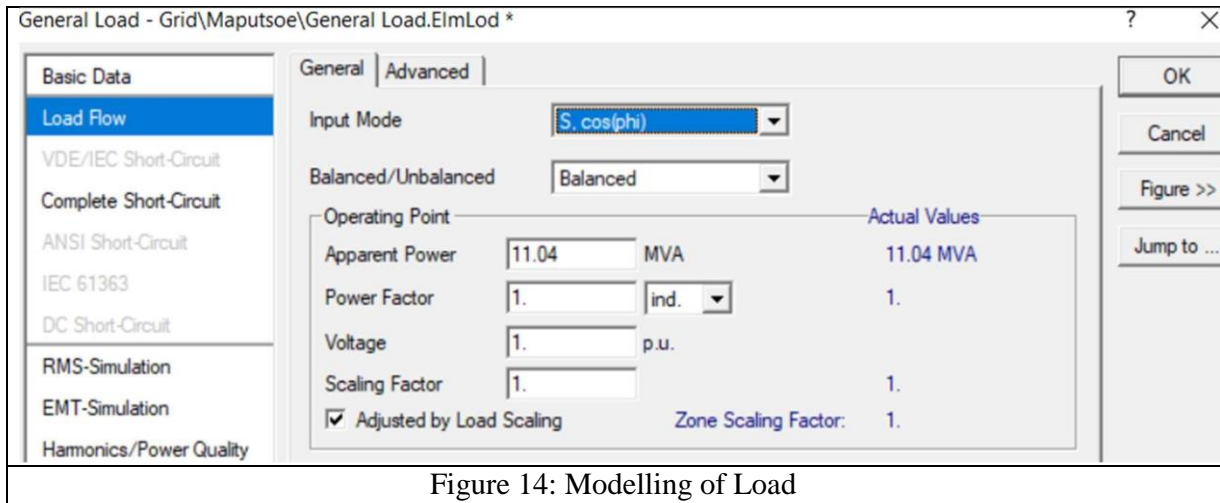 General Load - Grid\Maputsoe\General Load.ElmLod * ? X
Basic Data
Load Flow
VDE/IEC Short-Circuit
Complete Short-Circuit
ANSI Short-Circuit
IEC 61363
DC Short-Circuit
RMS-Simulation
EMT-Simulation
Harmonics/Power Quality
General Advanced
Input Mode S, cos(phi)
Balanced/Unbalanced Balanced
Operating Point Actual Values
Apparent Power 11.04 MVA 11.04 MVA
Power Factor 1. ind. 1.
Voltage 1. p.u.
Scaling Factor 1. 1.
Adjusted by Load Scaling Zone Scaling Factor: 1.
OK
Cancel
Figure >>
Jump to ...
Figure 14: Modelling of Load